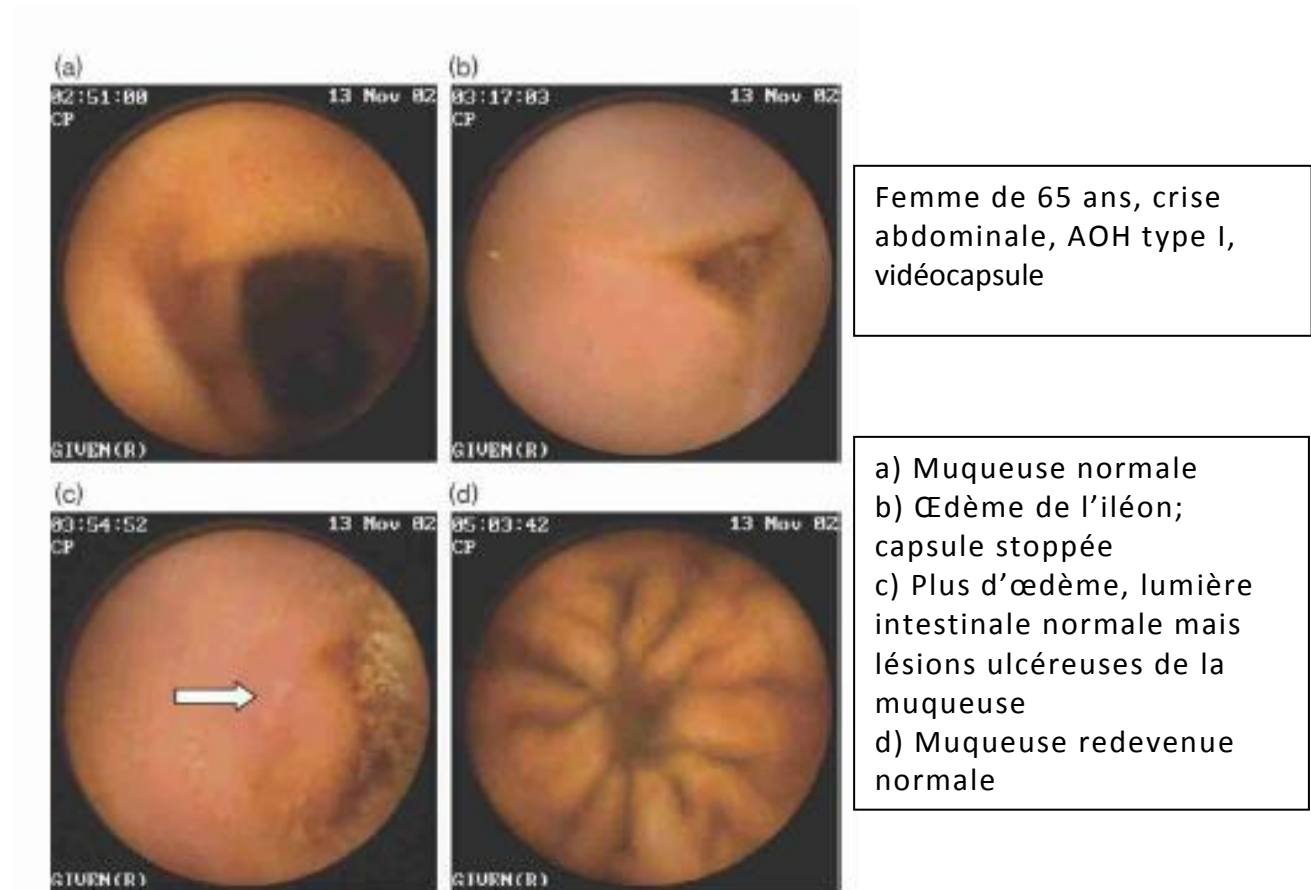 (a)
02:51:00 13 Nov 02
CP
GIVEN(R)
(b)
03:17:03 13 Nov 02
CP
GIVEN(R)
Femme de 65 ans, crise
abdominale, AOH type I,
vidéocapsule
(c)
03:54:52 13 Nov 02
CP
GIVEN(R)
(d)
05:03:42 13 Nov 02
CP
GIVEN(R)
a) Muqueuse normale
b) Œdème de l’iléon;
capsule stoppée
c) Plus d’œdème, lumière
intestinale normale mais
lésions ulcéreuses de la
muqueuse
d) Muqueuse redevenue
normale